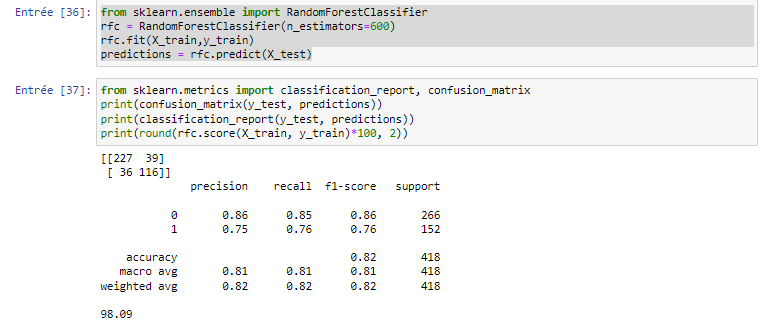 Entrée [36]: from sklearn.ensemble import RandomForestClassifier
rfc = RandomForestClassifier(n_estimators=600)
rfc.fit(X_train,y_train)
predictions = rfc.predict(X_test)
Entrée [37]: from sklearn.metrics import classification_report, confusion_matrix
print(confusion_matrix(y_test, predictions))
print(classification_report(y_test, predictions))
print(round(rfc.score(X_train, y_train)*100, 2))
[[227  39]
 [ 36 116]]
              precision    recall  f1-score   support
           0       0.86      0.85      0.86       266
           1       0.75      0.76      0.76       152
    accuracy                           0.82       418
   macro avg       0.81      0.81      0.81       418
weighted avg       0.82      0.82      0.82       418
98.09